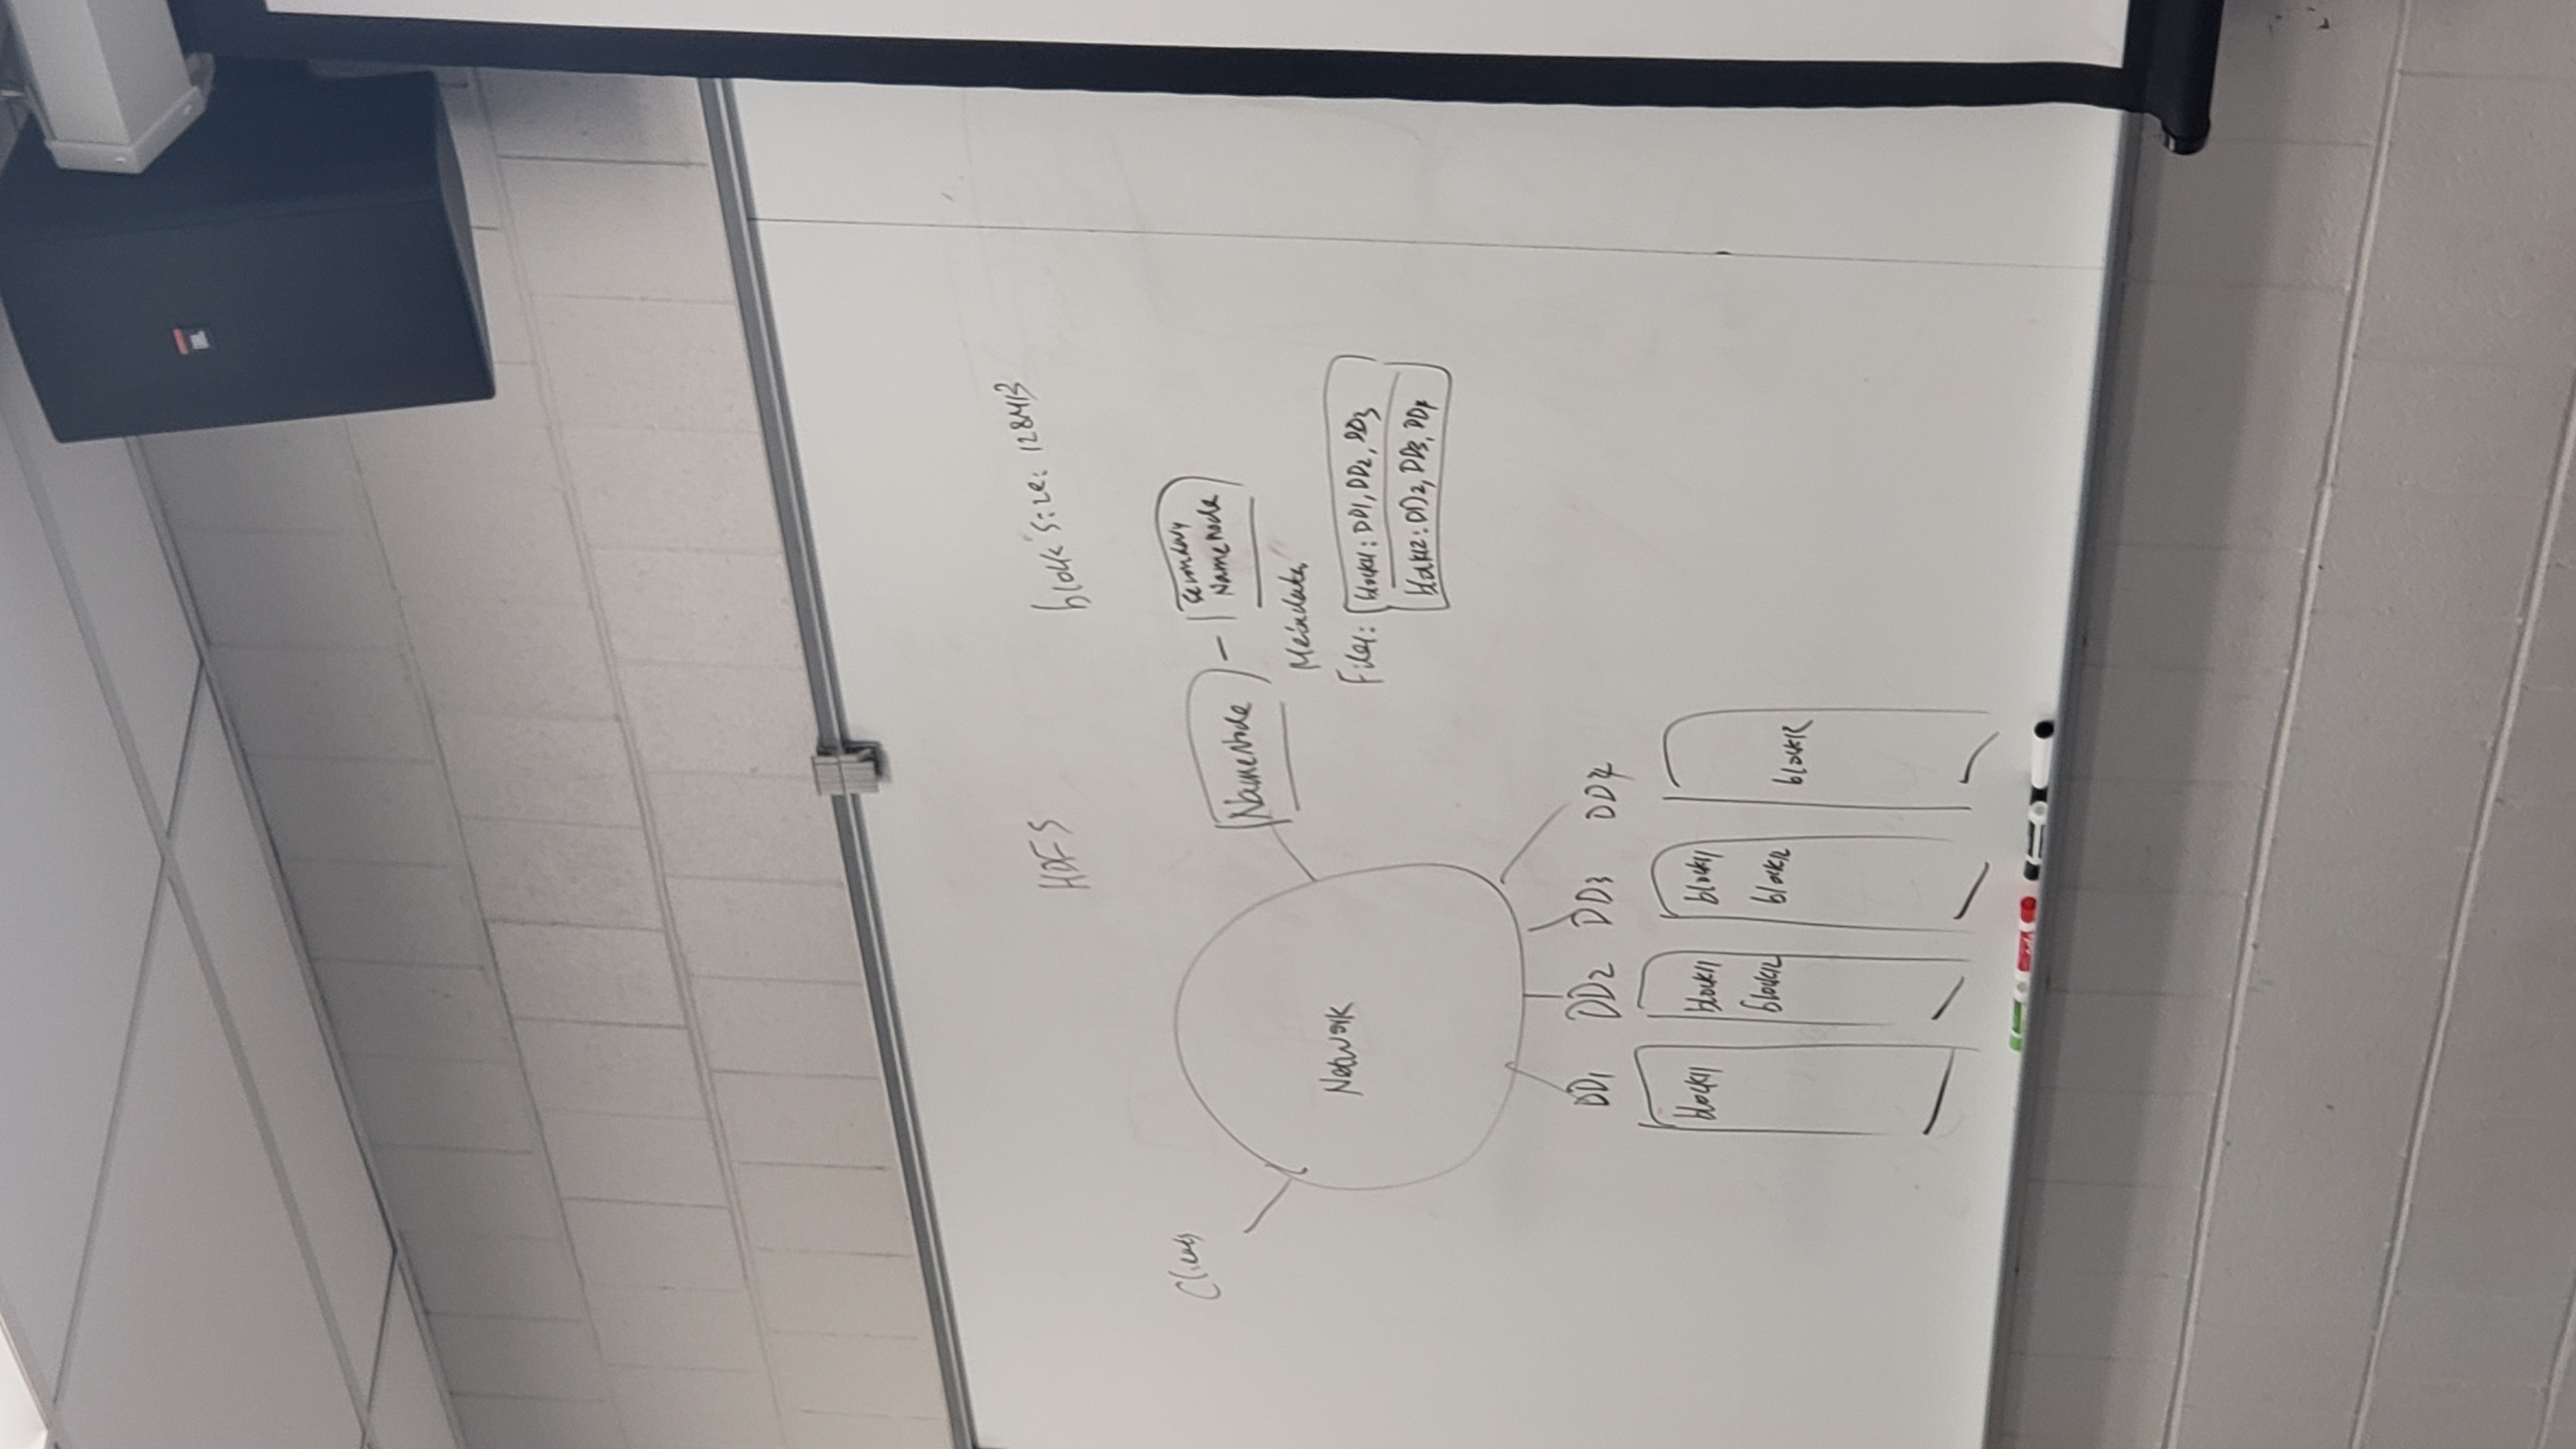 HDFS
block size: 128MB
Clients
Network
NameNode
Secondary
NameNode
Metadata
File1:
block11: DD1, DD2, DD3
block12: DD2, DD3, DD4
DD1 DD2 DD3 DD4
block11 block11 block11
block12 block12 block12